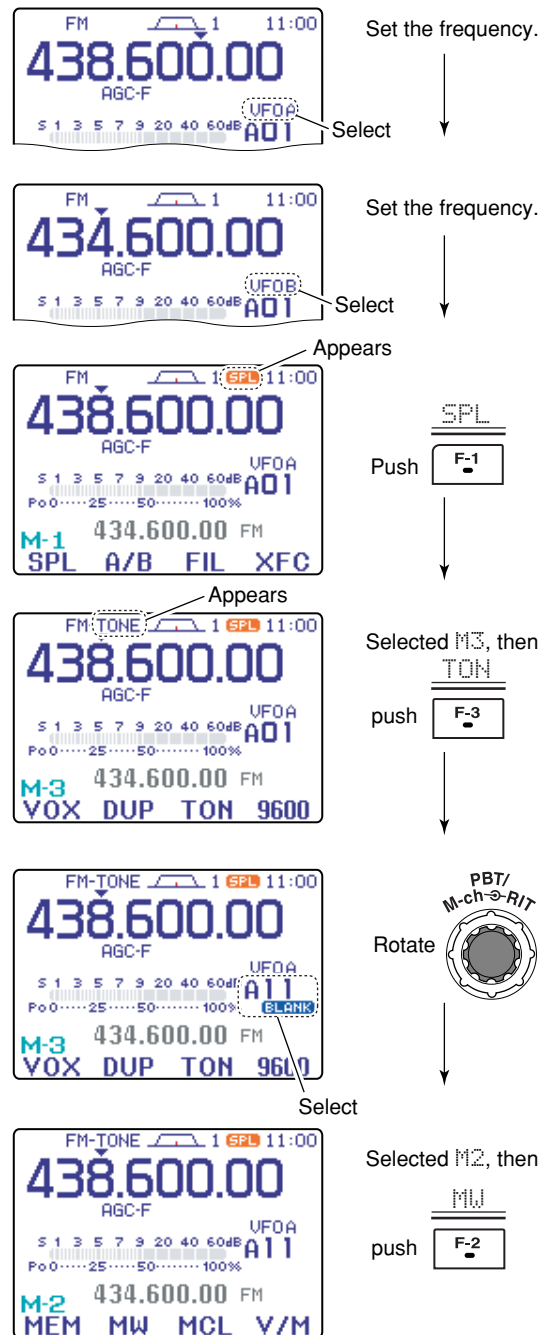 FM 1 11:00
438.600.00
AGC-F
VFOA
S 1 3 5 7 9 20 40 60dB A01
Select
Set the frequency.
FM 1 11:00
434.600.00
AGC-F
VFOB
S 1 3 5 7 9 20 40 60dB A01
Select
Set the frequency.
Appears
FM 1 SPL 11:00
438.600.00
AGC-F
VFOA
S 1 3 5 7 9 20 40 60dB A01
Po0....25....50.......100%
434.600.00 FM
M-1
SPL A/B FIL XFC
SPL
Push F-1
Appears
FM-TONE 1 SPL 11:00
438.600.00
AGC-F
VFOA
S 1 3 5 7 9 20 40 60dB A01
Po0....25....50.......100%
434.600.00 FM
M-3
VOX DUP TON 9600
Selected M3, then
TON
push F-3
FM-TONE 1 SPL 11:00
438.600.00
AGC-F
VFOA
S 1 3 5 7 9 20 40 60dB A11
Po0....25....50.......100% BLANK
434.600.00 FM
M-3
VOX DUP TON 9600
Select
Rotate
PBT/
M-ch RIT
FM-TONE 1 SPL 11:00
438.600.00
AGC-F
VFOA
S 1 3 5 7 9 20 40 60dB A11
Po0....25....50.......100%
434.600.00 FM
M-2
MEM MW MCL V/M
Selected M2, then
MW
push F-2